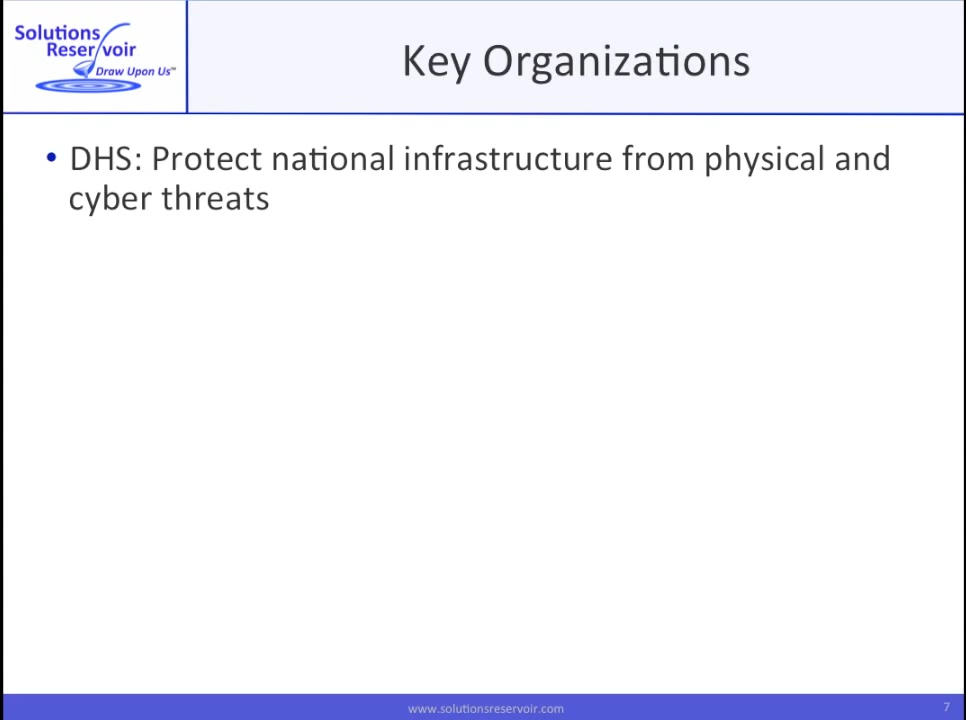 Solutions
Reservoir
Draw Upon Us™
Key Organizations
• DHS: Protect national infrastructure from physical and
cyber threats
www.solutionsreservoir.com
7